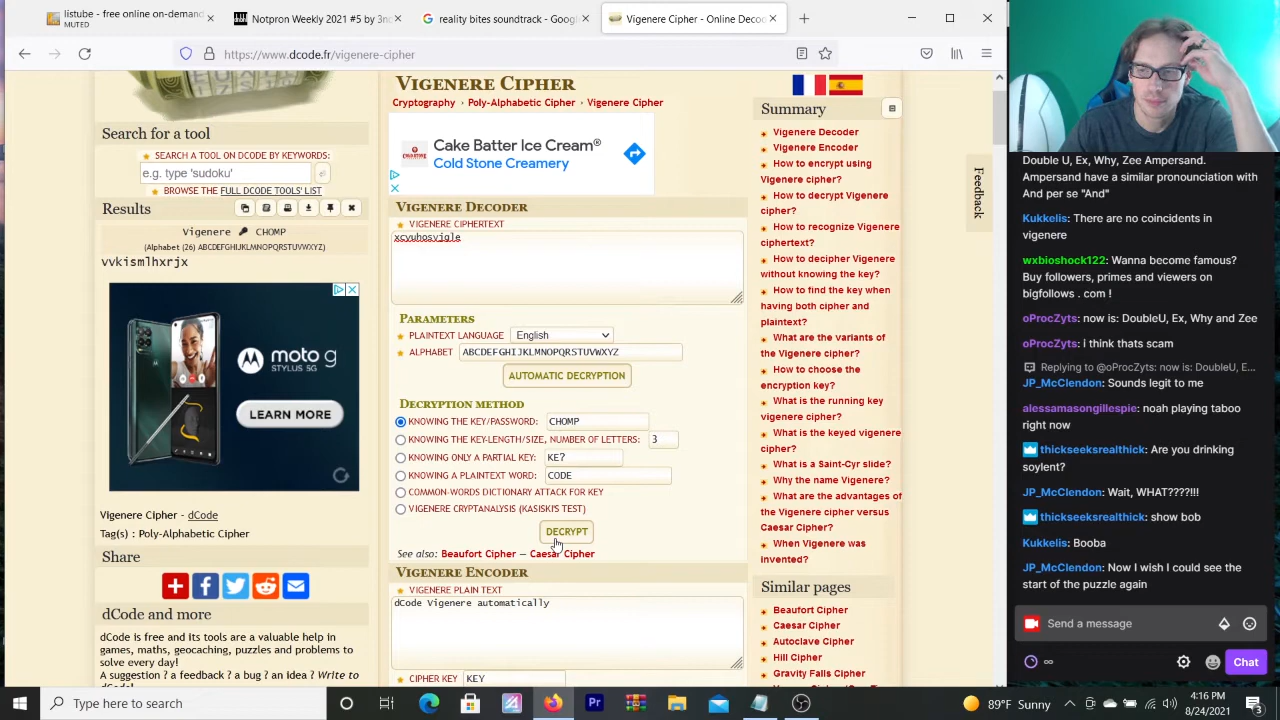 listube - free online on-demand
MUTED
Notpron Weekly 2021 #5 by 3nd
reality bites soundtrack - Goog
Vigenere Cipher - Online Decod
https://www.dcode.fr/vigenere-cipher
Search for a tool
SEARCH A TOOL ON DCODE BY KEYWORDS:
e.g. type 'sudoku'
BROWSE THE FULL DCODE TOOLS' LIST
Results
Vigenere CHOMP
(Alphabet (26) ABCDEFGHIJKLMNOPQRSTUVWXYZ)
vvkismlhxrjx
moto g
STYLUS 5G
LEARN MORE
Vigenere Cipher - dCode
Tag(s) : Poly-Alphabetic Cipher
Share
dCode and more
dCode is free and its tools are a valuable help in
games, maths, geocaching, puzzles and problems to
solve every day!
A suggestion ? a feedback ? a bug ? an idea ? Write to
VIGENERE CIPHER
Cryptography › Poly-Alphabetic Cipher › Vigenere Cipher
Cake Batter Ice Cream®
Cold Stone Creamery
VIGENERE DECODER
VIGENERE CIPHERTEXT
xcyuhosvjgle
PARAMETERS
PLAINTEXT LANGUAGE English
ALPHABET ABCDEFGHIJKLMNOPQRSTUVWXYZ
AUTOMATIC DECRYPTION
DECRYPTION METHOD
KNOWING THE KEY/PASSWORD: CHOMP
KNOWING THE KEY-LENGTH/SIZE, NUMBER OF LETTERS: 3
KNOWING ONLY A PARTIAL KEY: KE?
KNOWING A PLAINTEXT WORD: CODE
COMMON-WORDS DICTIONARY ATTACK FOR KEY
VIGENERE CRYPTANALYSIS (KASISKI'S TEST)
DECRYPT
See also: Beaufort Cipher — Caesar Cipher
VIGENERE ENCODER
VIGENERE PLAIN TEXT
dCode Vigenere automatically
CIPHER KEY KEY
Summary
Vigenere Decoder
Vigenere Encoder
How to encrypt using
Vigenere cipher?
How to decrypt Vigenere
cipher?
How to recognize Vigenere
ciphertext?
How to decipher Vigenere
without knowing the key?
How to find the key when
having both cipher and
plaintext?
What are the variants of
the Vigenere cipher?
How to choose the
encryption key?
What is the running key
vigenere cipher?
What is the keyed vigenere
cipher?
What is a Saint-Cyr slide?
Why the name Vigenere?
What are the advantages of
the Vigenere cipher versus
Caesar Cipher?
When Vigenere was
invented?
Similar pages
Beaufort Cipher
Caesar Cipher
Autoclave Cipher
Hill Cipher
Gravity Falls Cipher
Feedback
Double U, Ex, Why, Zee Ampersand.
Ampersand have a similar pronounciation with
And per se "And"
Kukkelis: There are no coincidents in
vigenere
wxbioshock122: Wanna become famous?
Buy followers, primes and viewers on
bigfollows . com !
oProcZyts: now is: DoubleU, Ex, Why and Zee
oProcZyts: i think thats scam
Replying to @oProcZyts: now is: DoubleU, E...
JP_McClendon: Sounds legit to me
alessamasongillespie: noah playing taboo
right now
thickseeksrealthick: Are you drinking
soylent?
JP_McClendon: Wait, WHAT????!!!
thickseeksrealthick: show bob
Kukkelis: Booba
JP_McClendon: Now I wish I could see the
start of the puzzle again
Send a message
Chat
Type here to search
89°F Sunny
4:16 PM
8/24/2021
3